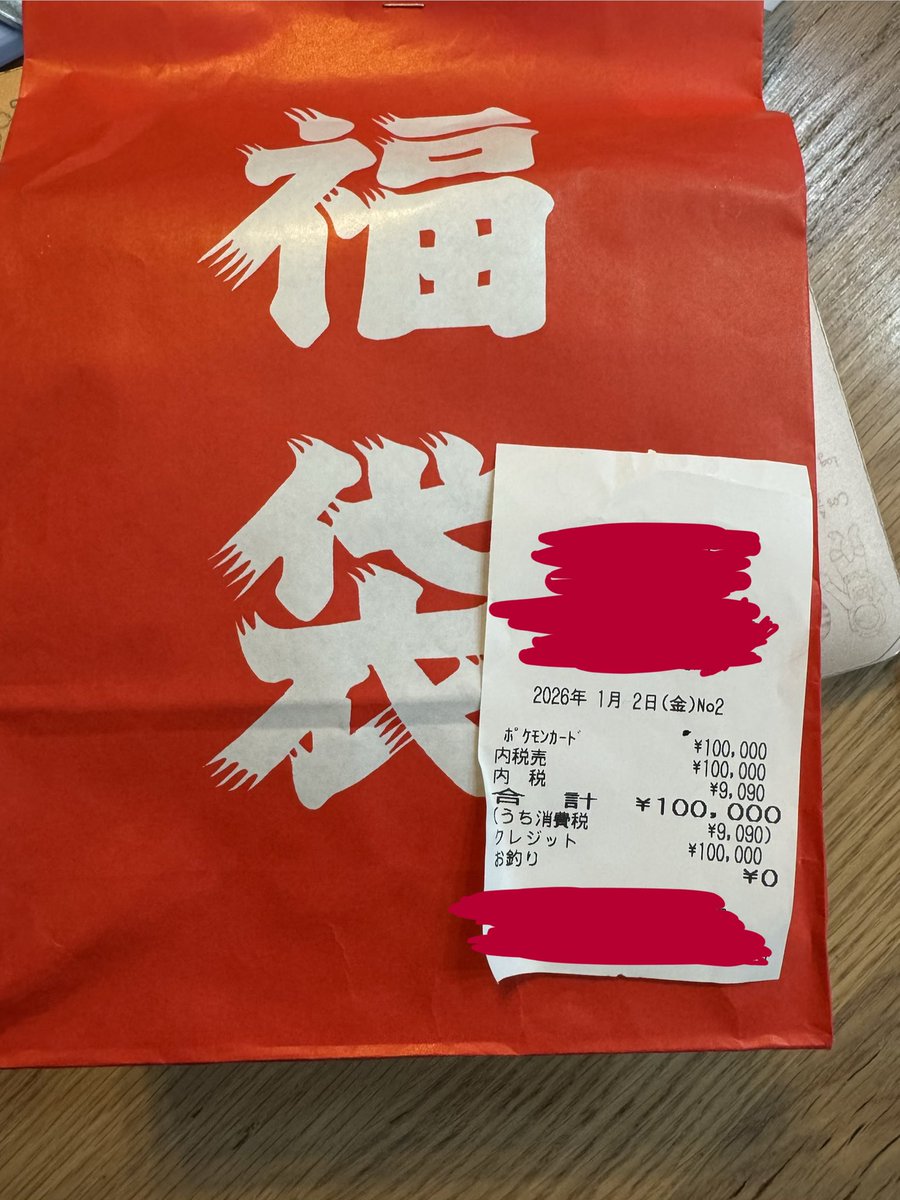 福袋
2026年 1月 2日(金)No2
ポケモンカード ¥100,000
内税売 ¥100,000
内 税 ¥9,090
合 計 ¥100,000
(うち消費税 ¥9,090)
クレジット ¥100,000
お釣り ¥0